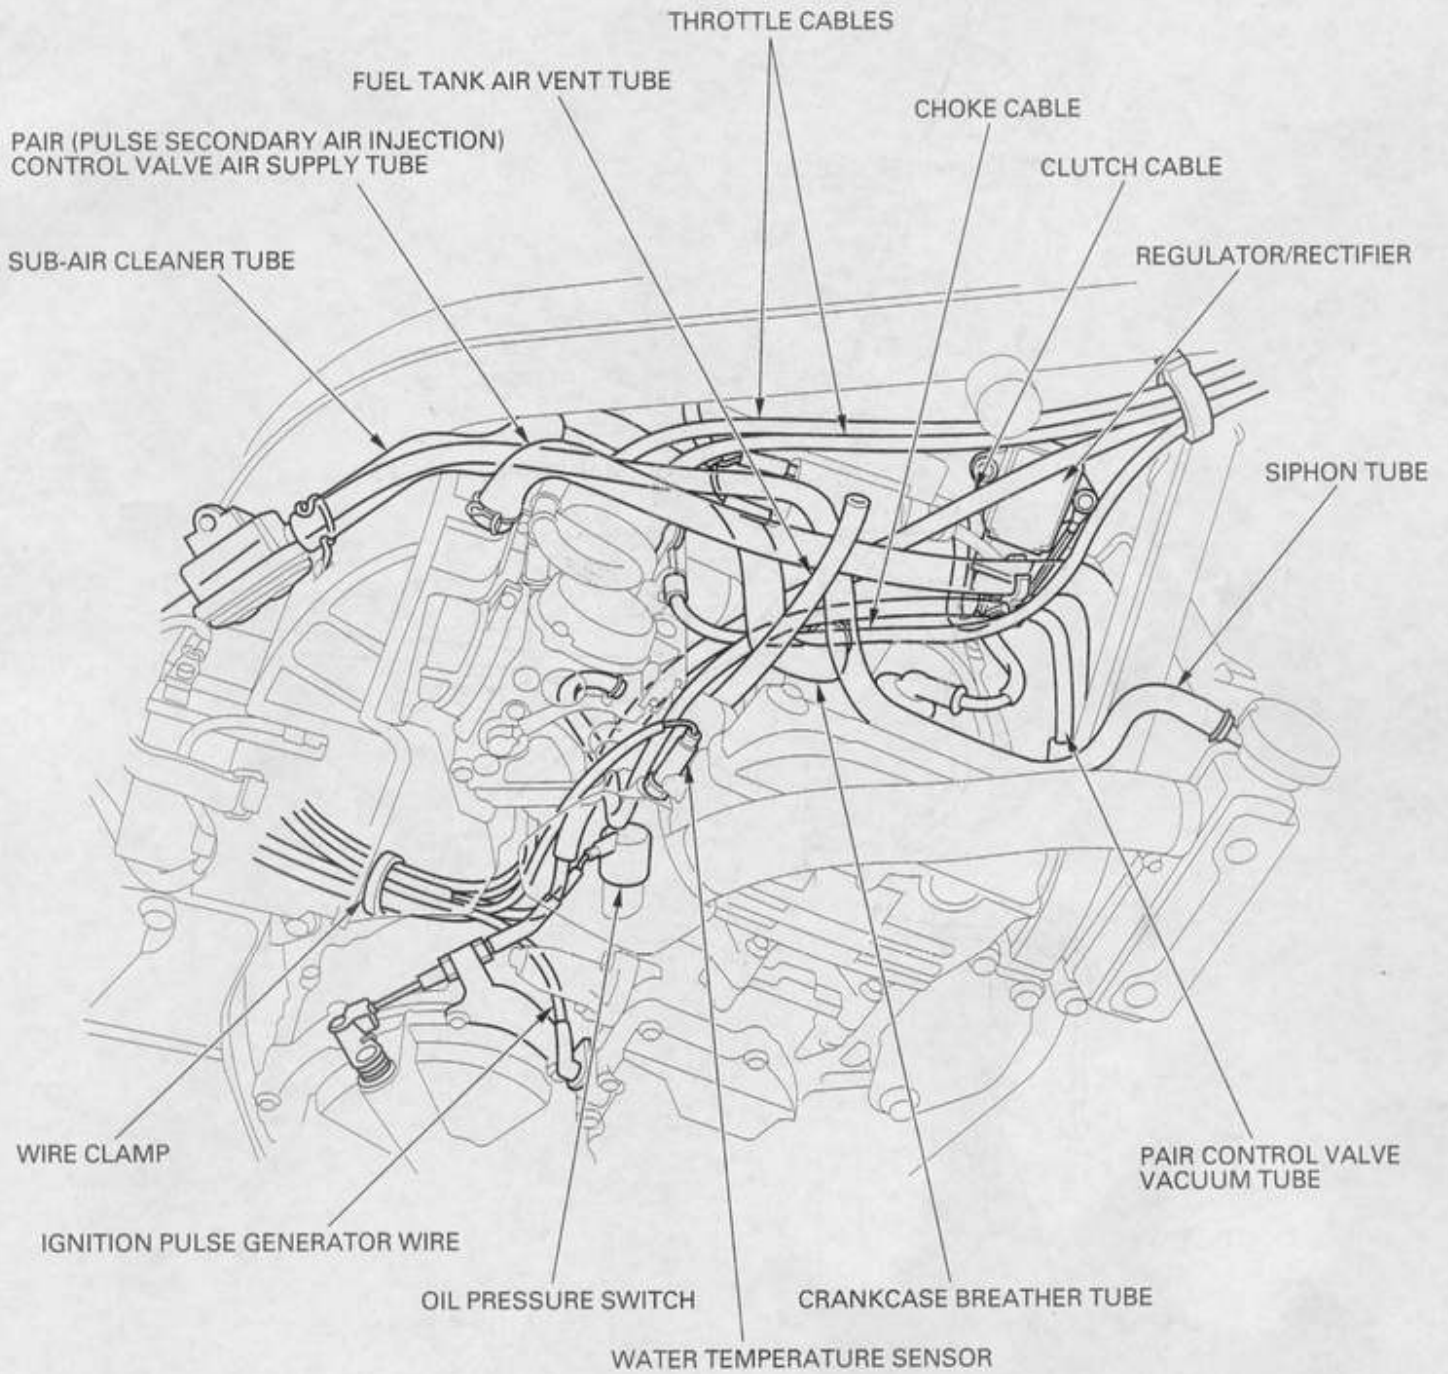 THROTTLE CABLES
FUEL TANK AIR VENT TUBE
CHOKE CABLE
PAIR (PULSE SECONDARY AIR INJECTION)
CONTROL VALVE AIR SUPPLY TUBE
CLUTCH CABLE
SUB-AIR CLEANER TUBE
REGULATOR/RECTIFIER
SIPHON TUBE
WIRE CLAMP
PAIR CONTROL VALVE
VACUUM TUBE
IGNITION PULSE GENERATOR WIRE
OIL PRESSURE SWITCH
CRANKCASE BREATHER TUBE
WATER TEMPERATURE SENSOR